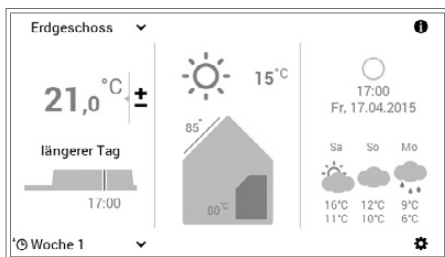 Erdgeschoss
21,0 °C ±
längerer Tag
17:00
Woche 1
15°C
85°
80°C
17:00
Fr, 17.04.2015
Sa So Mo
16°C 12°C 9°C
11°C 10°C 6°C